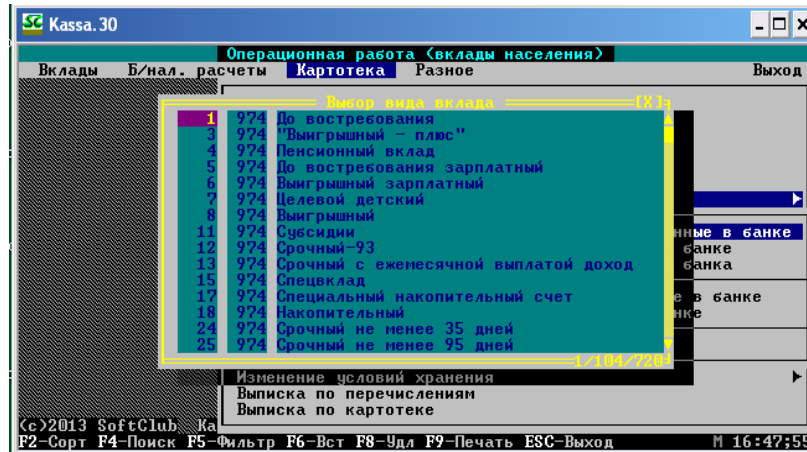 Kassa.30
Операционная работа (вклады населения)
Вклады Б/нал. расчеты Картотека Разное Выход
Выбор вида вклада [X]
1 974 До востребования
3 974 "Выигрышный - плюс"
4 974 Пенсионный вклад
5 974 До востребования зарплатный
6 974 Выигрышный зарплатный
7 974 Целевой детский
8 974 Выигрышный
11 974 Субсидии
12 974 Срочный-93
13 974 Срочный с ежемесячной выплатой доход
15 974 Спецвклад
17 974 Специальный накопительный счет
18 974 Накопительный
24 974 Срочный не менее 35 дней
25 974 Срочный не менее 95 дней
1/104/720
нные в банке
банке
банка
е в банке
нке
Изменение условий хранения
Выписка по перечислениям
Выписка по картотеке
(c)2013 SoftClub Ка
F2-Сорт F4-Поиск F5-Фильтр F6-Вст F8-Удл F9-Печать ESC-Выход М 16:47:55